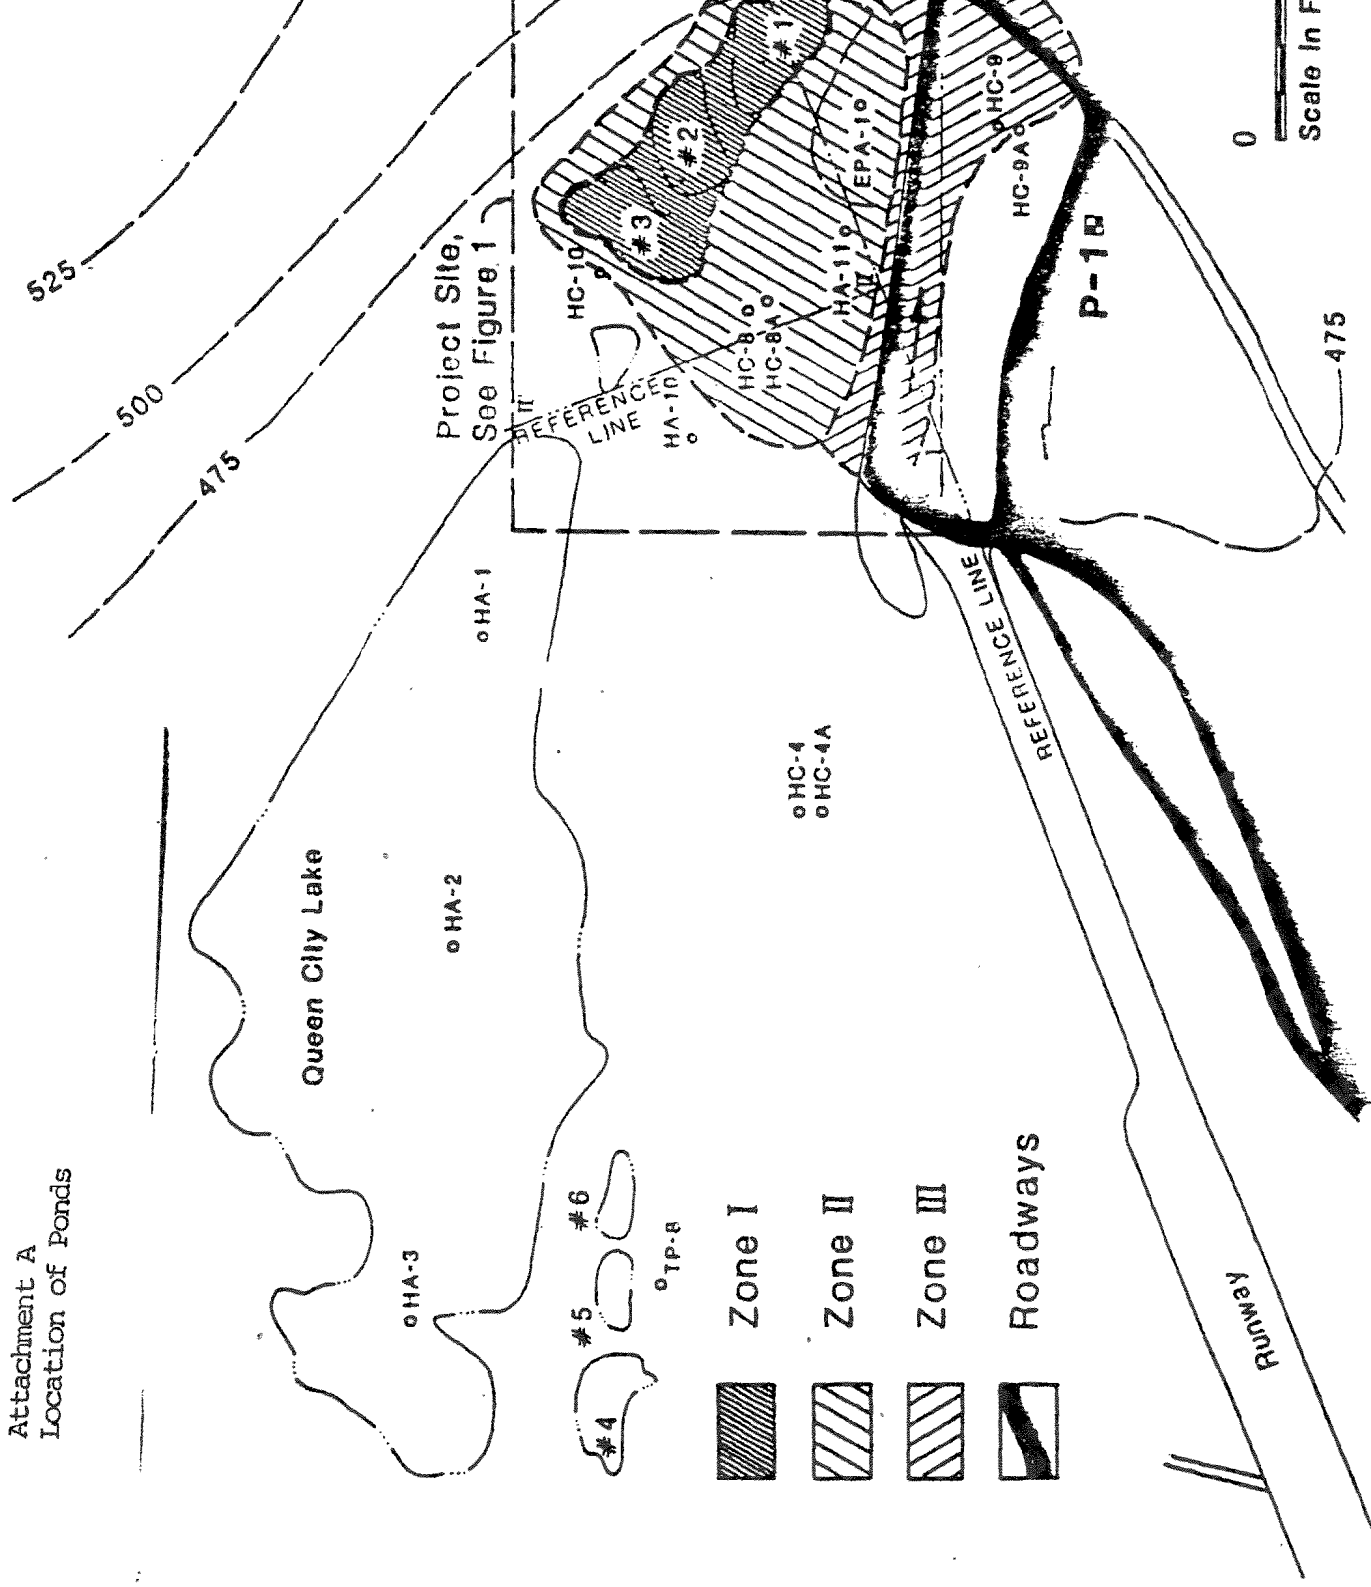 Attachment A
Location of Ponds
525
500
475
Project Site,
See Figure 1
Queen City Lake
HA-1
HA-2
HA-3
#1
#2
#3
HC-10
REFERENCE
LINE
HA-10
HC-8
HC-8A
HA-11
EPA-1
HC-9
HC-9A
HC-4
HC-4A
REFERENCE LINE
#4
#5
#6
TP-8
Zone I
Zone II
Zone III
Roadways
Runway
475
0